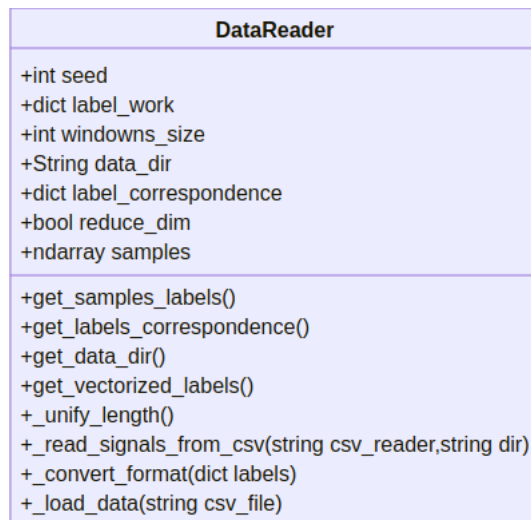 DataReader
+int seed
+dict label_work
+int windowns_size
+String data_dir
+dict label_correspondence
+bool reduce_dim
+ndarray samples
+get_samples_labels()
+get_labels_correspondence()
+get_data_dir()
+get_vectorized_labels()
+_unify_length()
+_read_signals_from_csv(string csv_reader,string dir)
+_convert_format(dict labels)
+_load_data(string csv_file)